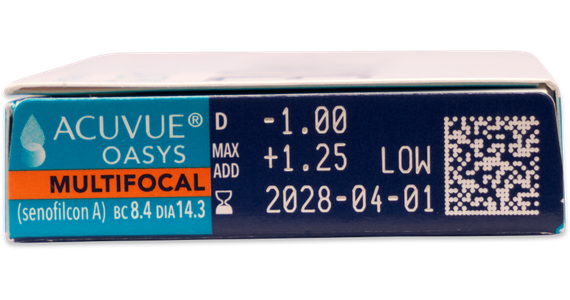 ACUVUE®
OASYS
MULTIFOCAL
(senofilcon A) BC 8.4 DIA 14.3
D -1.00
MAX ADD +1.25 LOW
2028-04-01